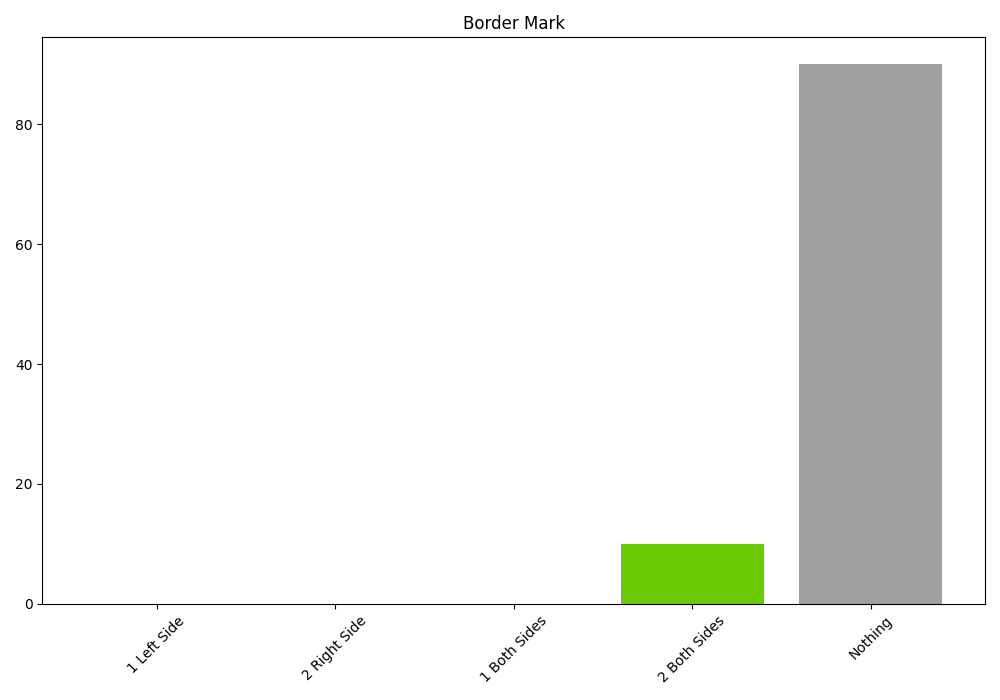 Border Mark
80
60
40
20
0
1 Left Side
2 Right Side
1 Both Sides
2 Both Sides
Nothing